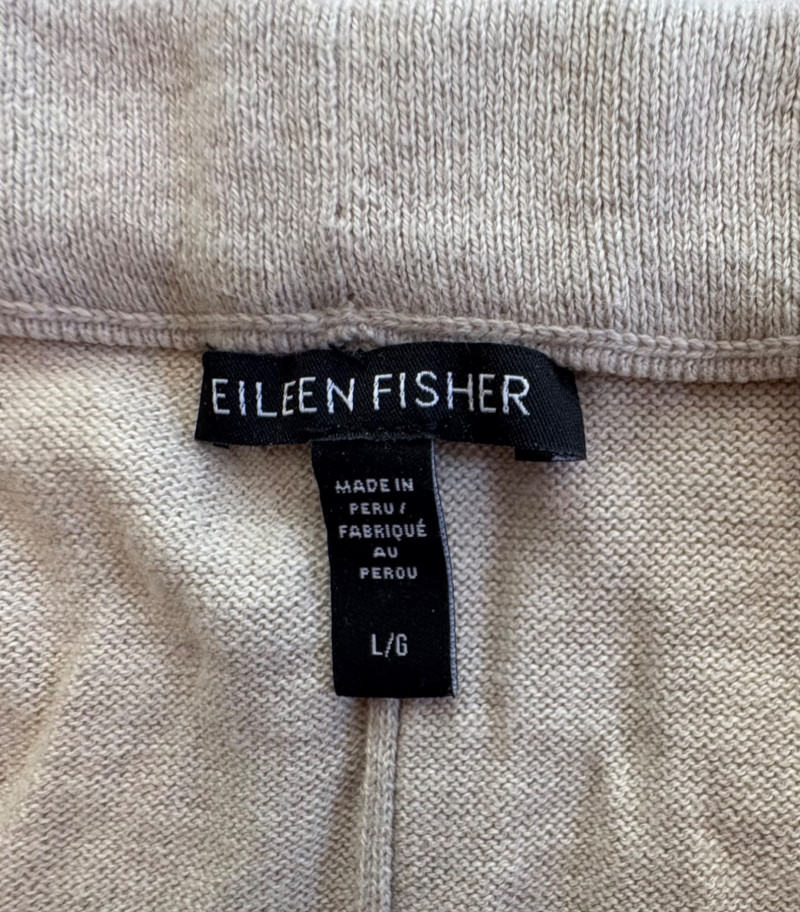 EILEEN FISHER
MADE IN
PERU /
FABRIQUÉ
AU
PEROU
L/G